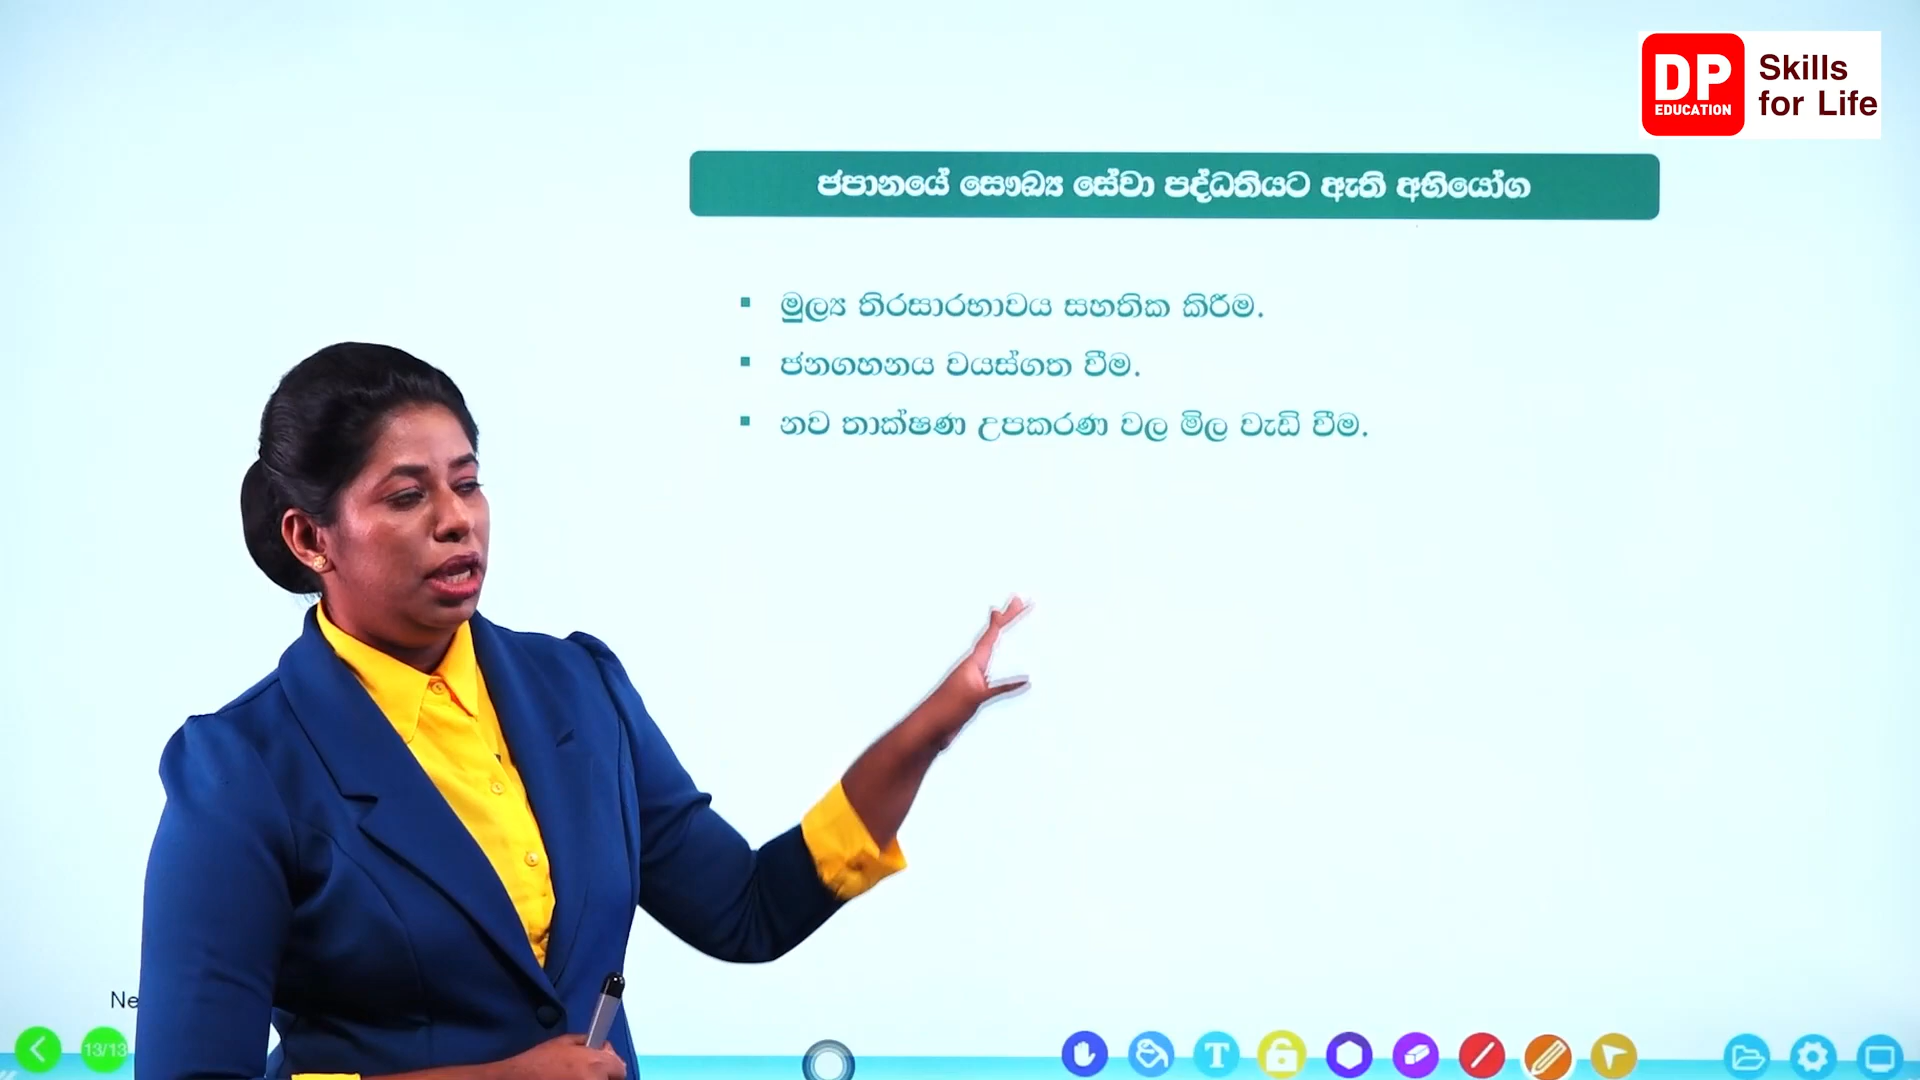 DP
EDUCATION
Skills
for Life
ජපානයේ සෞඛ්‍ය සේවා පද්ධතියට ඇති අභියෝග
▪ මුල්‍ය තිරසාරභාවය සහතික කිරීම.
▪ ජනගහනය වයස්ගත වීම.
▪ නව තාක්ෂණ උපකරණ වල මිල වැඩි වීම.
Ne
13/13
T